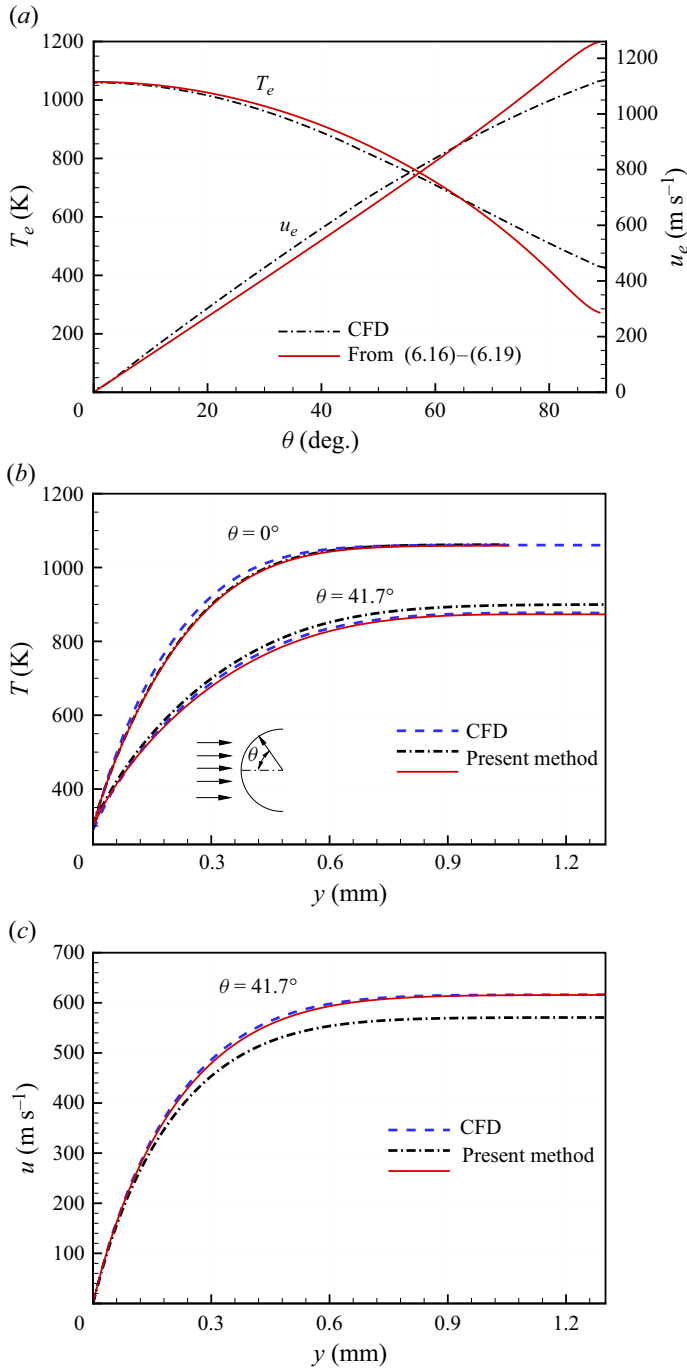 (a)
1200
1000
800
600
400
200
0
T_e (K)
T_e
u_e
CFD
From (6.16)–(6.19)
20
40
60
80
θ (deg.)
1200
1000
800
600
400
200
0
u_e (m s⁻¹)
(b)
1200
1000
800
600
400
0
T (K)
θ = 0°
θ = 41.7°
θ
CFD
Present method
0.3
0.6
0.9
1.2
y (mm)
(c)
700
600
500
400
300
200
100
0
u (m s⁻¹)
θ = 41.7°
CFD
Present method
0.3
0.6
0.9
1.2
y (mm)